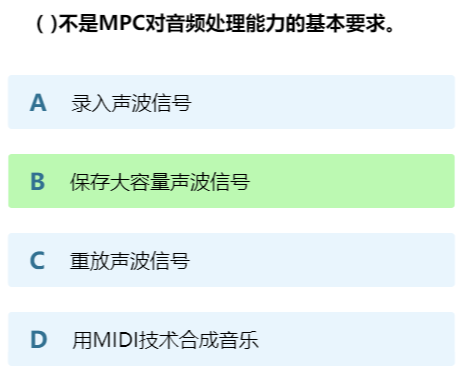 ( )不是MPC对音频处理能力的基本要求。
A 录入声波信号
B 保存大容量声波信号
C 重放声波信号
D 用MIDI技术合成音乐